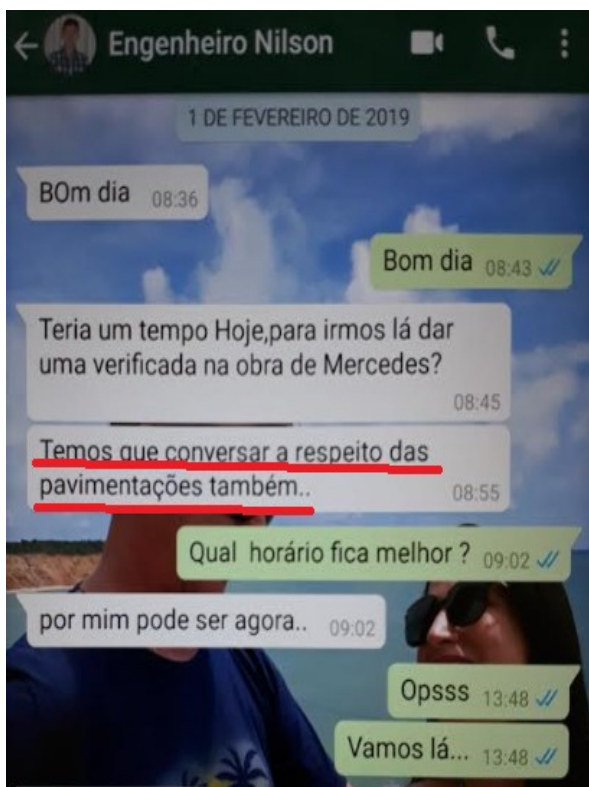 Engenheiro Nilson
1 DE FEVEREIRO DE 2019
BOm dia 08:36
Bom dia 08:43
Teria um tempo Hoje,para irmos lá dar
uma verificada na obra de Mercedes?
08:45
Temos que conversar a respeito das
pavimentações também.. 08:55
Qual horário fica melhor ? 09:02
por mim pode ser agora.. 09:02
Opsss 13:48
Vamos lá... 13:48